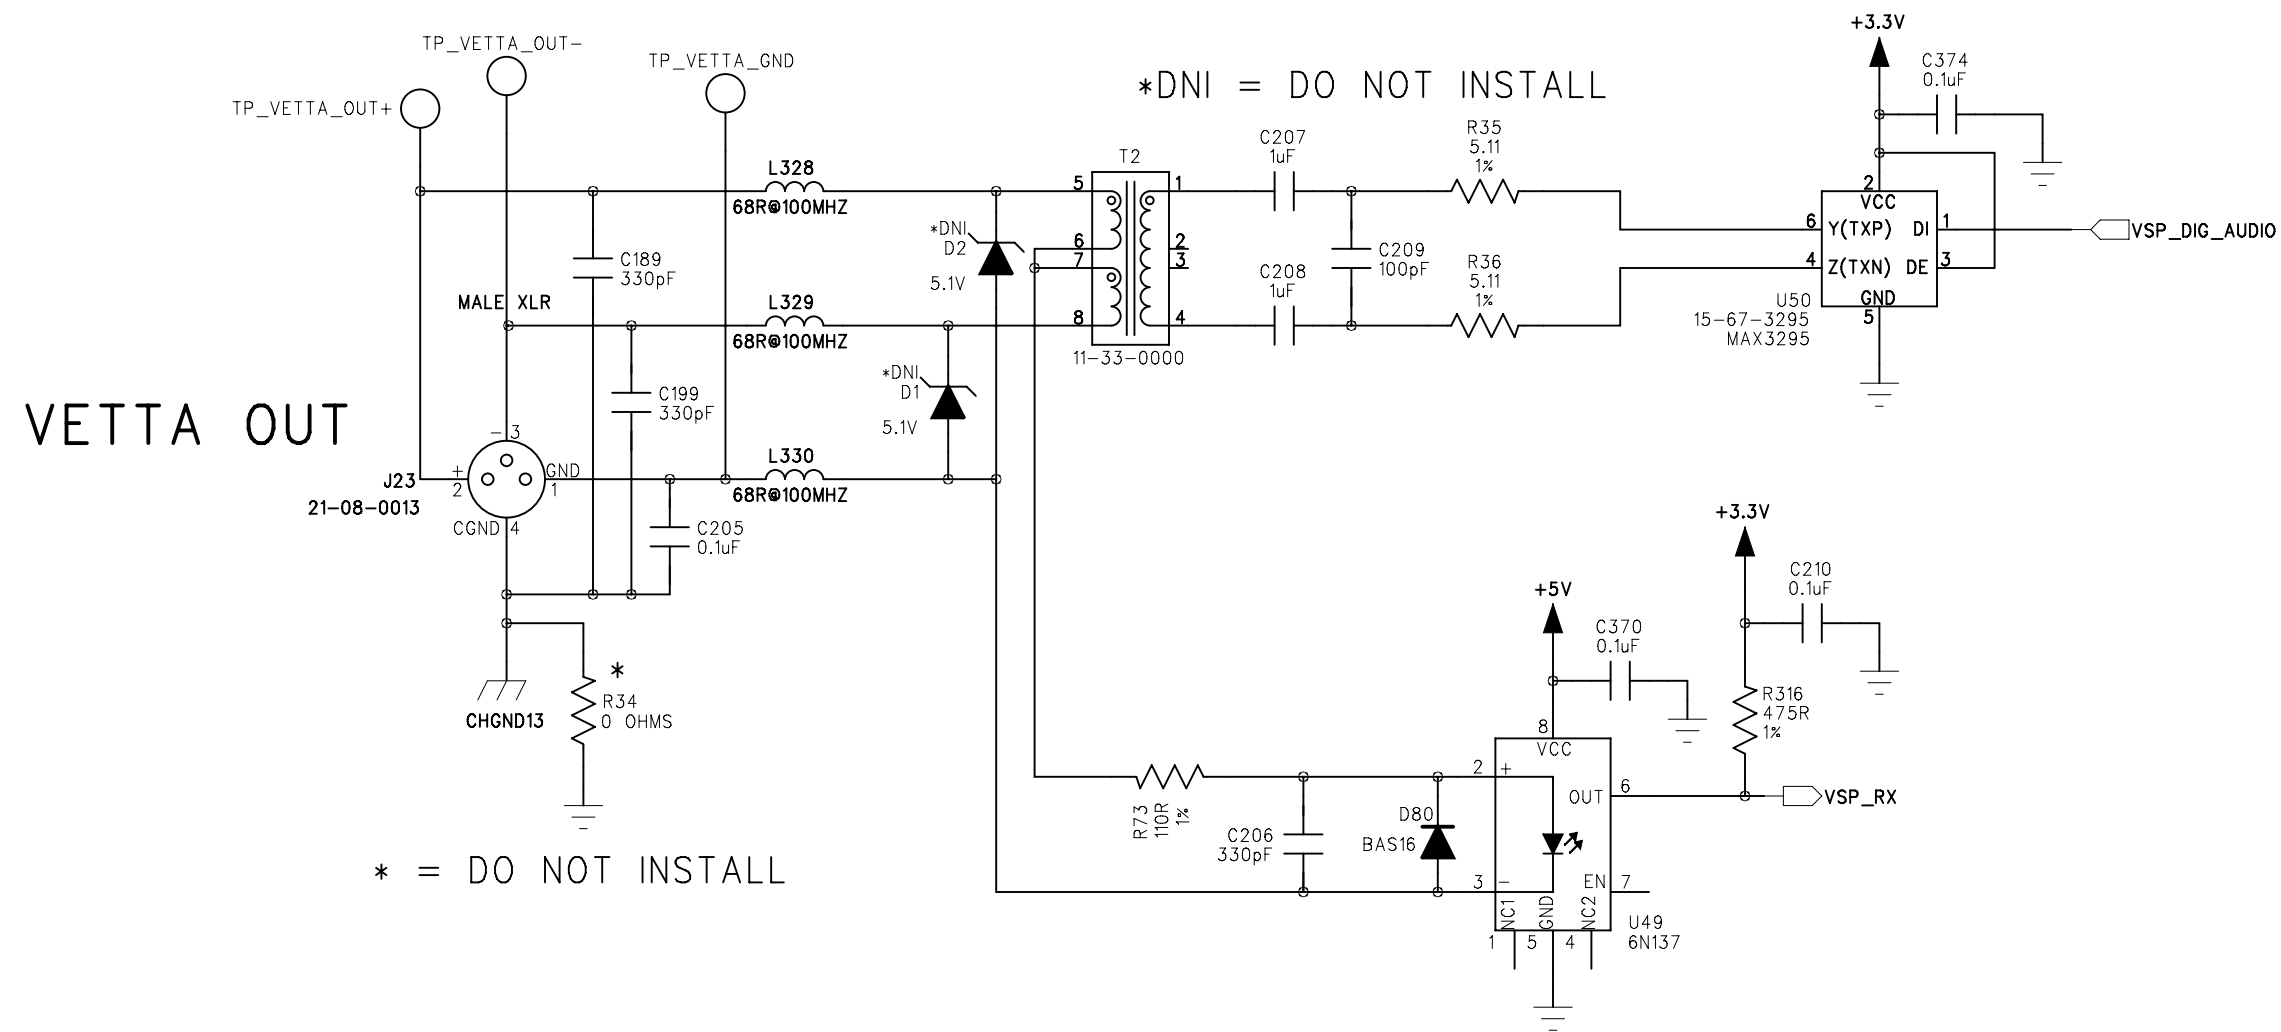 +3.3V
TP_VETTA_OUT-
TP_VETTA_GND
C374
0.1uF
*DNI = DO NOT INSTALL
TP_VETTA_OUT+
C207
1uF
R35
5.11
1%
T2
L328
68R@100MHZ
5
1
2
VCC
6
Y(TXP)
DI
1
VSP_DIG_AUDIO
*DNI
D2
5.1V
6
7
2
3
C209
100pF
C189
330pF
4
Z(TXN)
DE
3
C208
1uF
R36
5.11
1%
GND
5
U50
15-67-3295
MAX3295
MALE XLR
L329
68R@100MHZ
8
4
11-33-0000
*DNI
D1
5.1V
C199
330pF
VETTA OUT
- 3
+
2
GND
1
J23
21-08-0013
L330
68R@100MHZ
CGND 4
C205
0.1uF
+3.3V
C210
0.1uF
+5V
C370
0.1uF
*
R34
0 OHMS
CHGND13
R316
475R
1%
8
VCC
2 +
OUT
6
VSP_RX
R73
110R
1%
C206
330pF
D80
BAS16
3 -
EN
7
NC1
GND
NC2
1
5
4
U49
6N137
* = DO NOT INSTALL